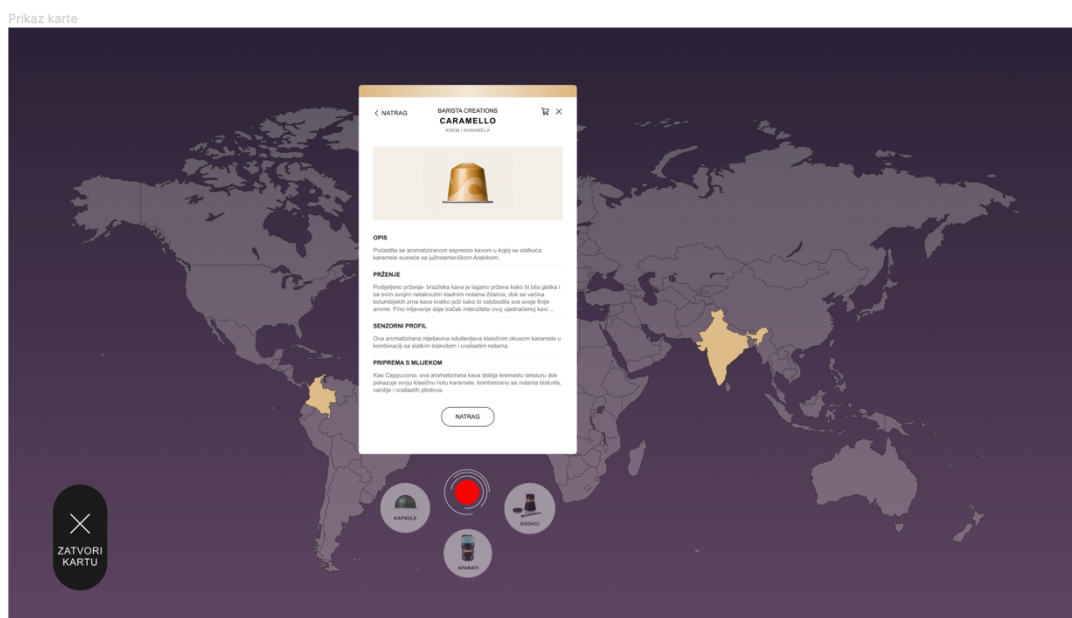 Prikaz karte
NATRAG
BARISTA CREATIONS
CARAMELLO
KREM I KARAMELA
OPIS
Počastite se aromatiziranom espresso kavom u kojoj se slatkoća
karamele susreće sa južnoameričkom Arabikom.
PRŽENJE
Podijeljeno prženje- brazilska kava je lagano pržena kako bi bila glatka i
sa svim svojim netaknutim sladnim notama žitarica, dok se većina
kolumbijskih zrna kave kratko prži kako bi oslobodila sve svoje finije
arome. Fino mljevenje daje tračak intenziteta ovoj ujednačenoj kavi. ,
SENZORNI PROFIL
Ova aromatizirana mješavina oduševljava klasičnim okusom karamele u
kombinaciji sa slatkim biskvitom i orašastim notama.
PRIPREMA S MLIJEKOM
Kao Cappuccino, ova aromatizirana kava dobija kremastu teksturu dok
pokazuje svoju klasičnu notu karamele, kombiniranu sa notama biskvita,
vanilije i orašastih plodova.
NATRAG
KAPSULE
DODACI
APARATI
ZATVORI
KARTU